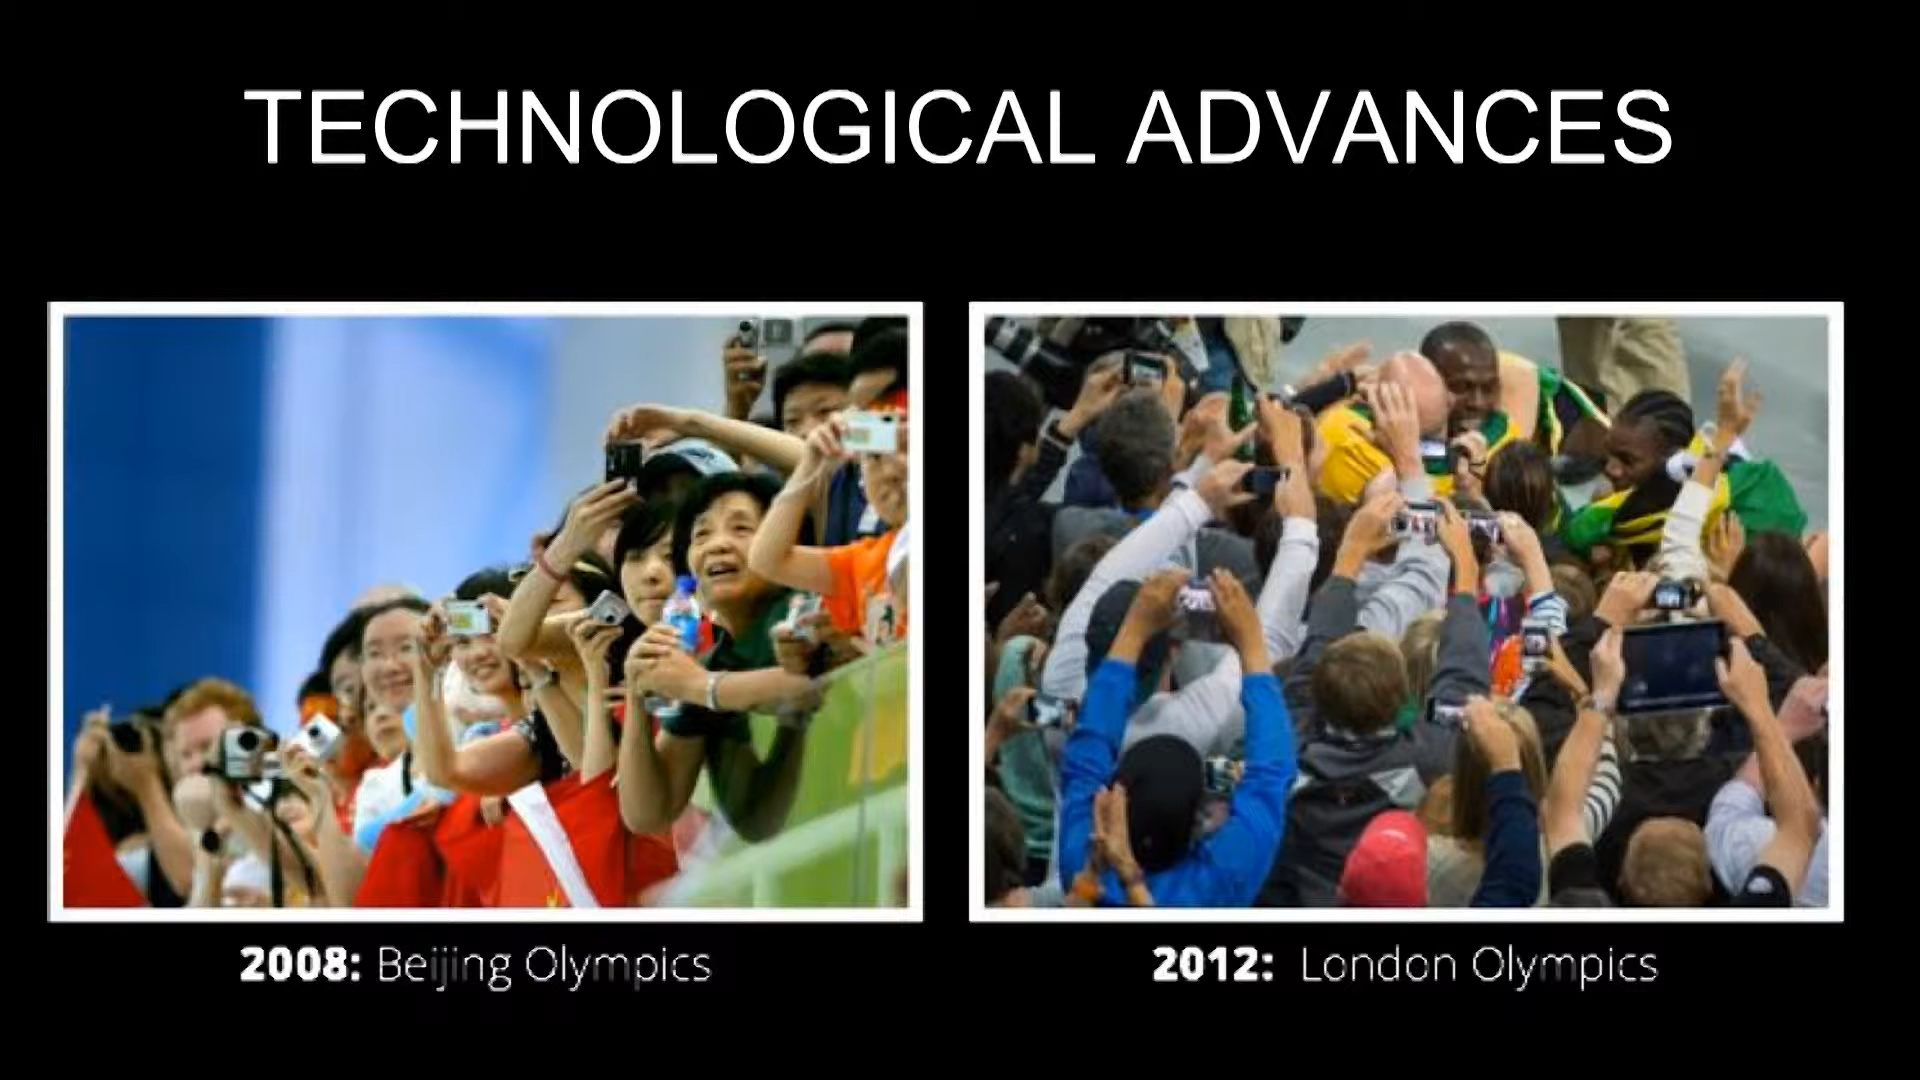 TECHNOLOGICAL ADVANCES
2008: Beijing Olympics
2012: London Olympics